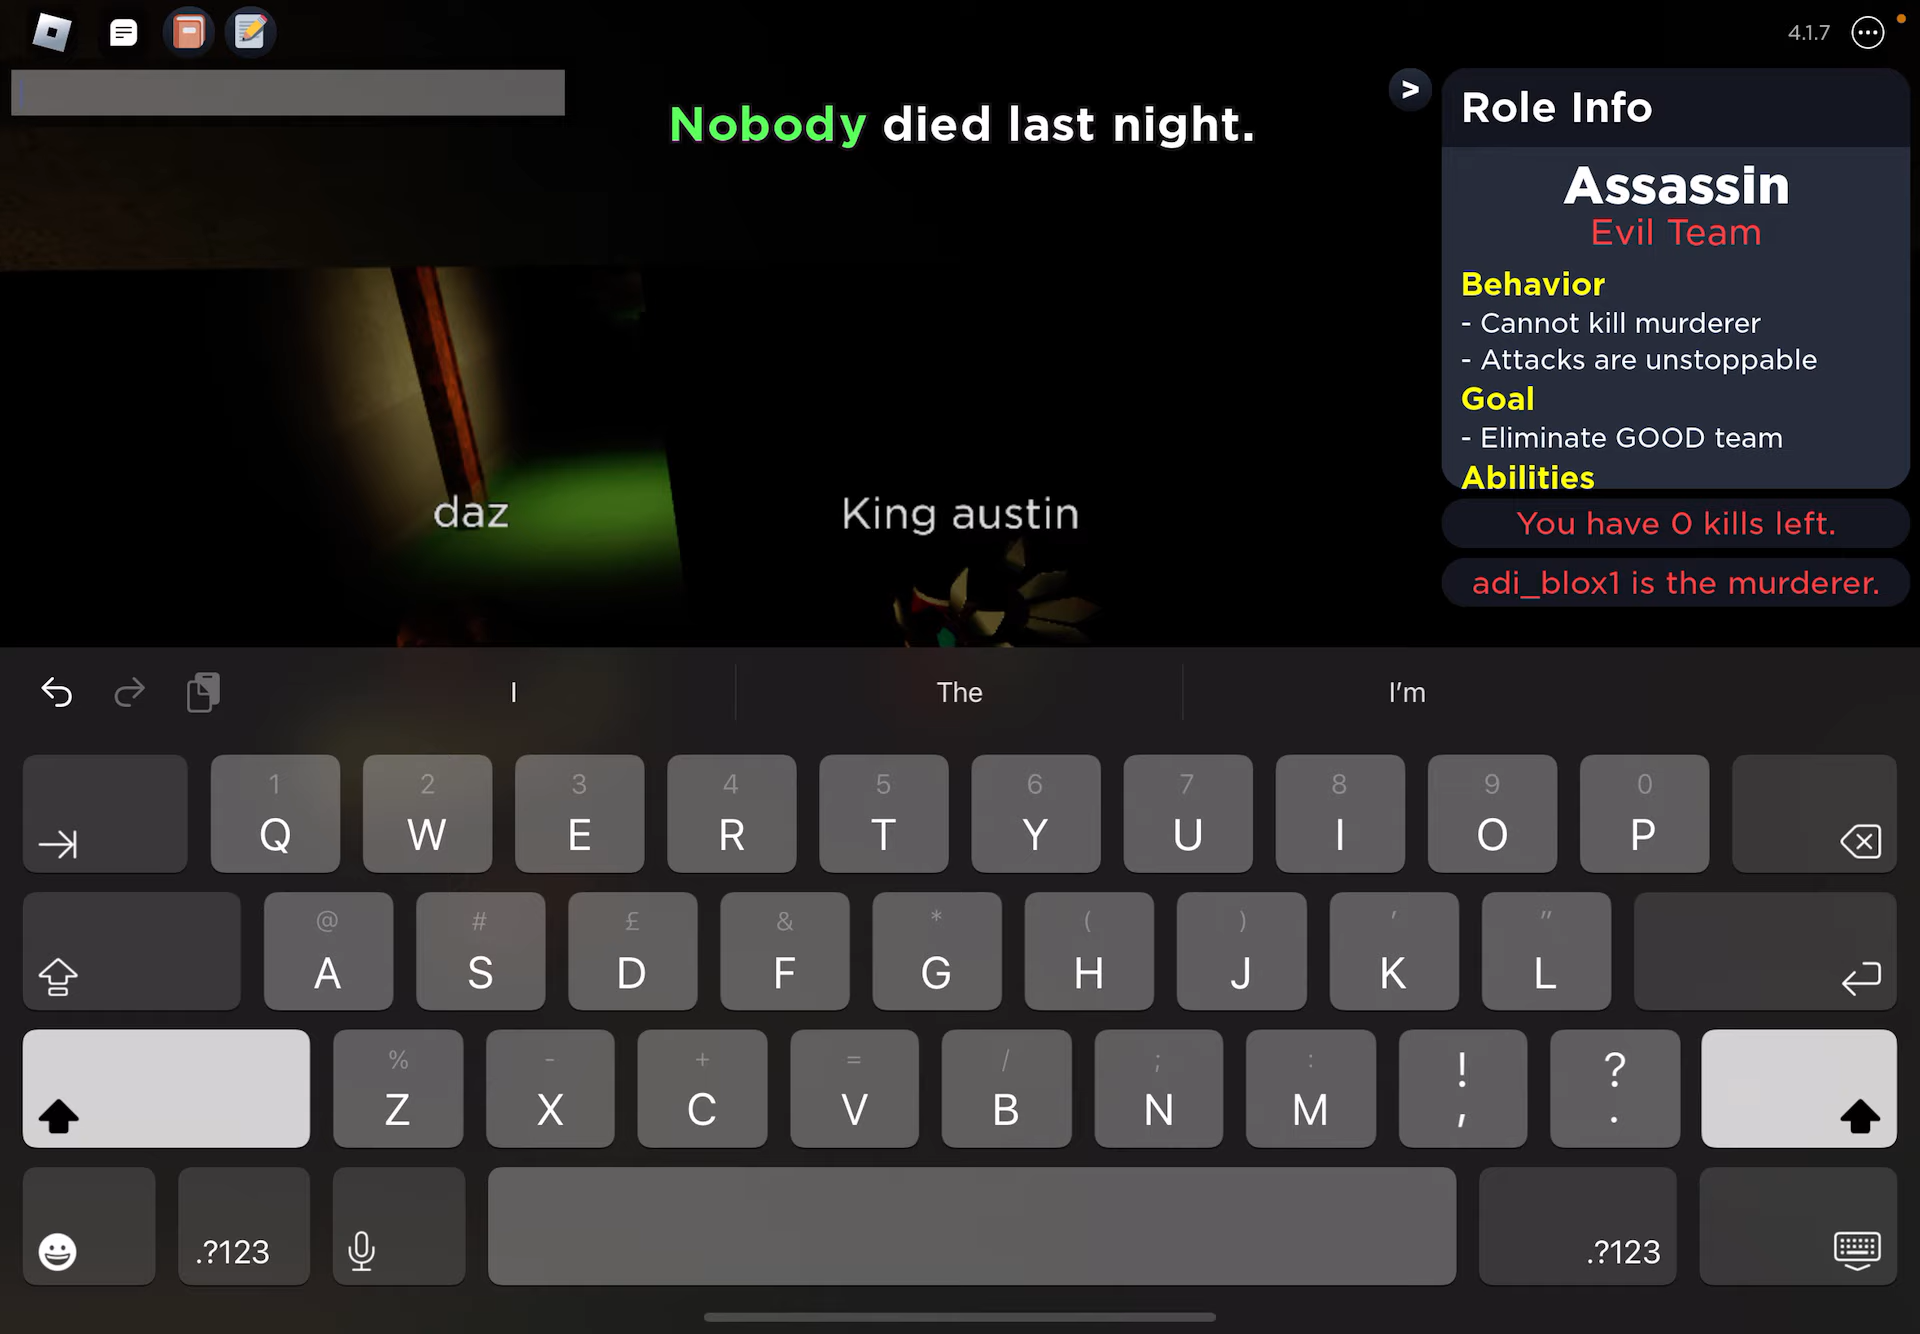 4.1.7
Nobody died last night.
>
Role Info
Assassin
Evil Team
Behavior
- Cannot kill murderer
- Attacks are unstoppable
Goal
- Eliminate GOOD team
Abilities
You have 0 kills left.
adi_blox1 is the murderer.
daz
King austin
I
The
I'm
1 2 3 4 5 6 7 8 9 0
Q W E R T Y U I O P
@ # £ & * ( ) ' "
A S D F G H J K L
% - + = / ; : ! ?
Z X C V B N M , .
.?123
.?123